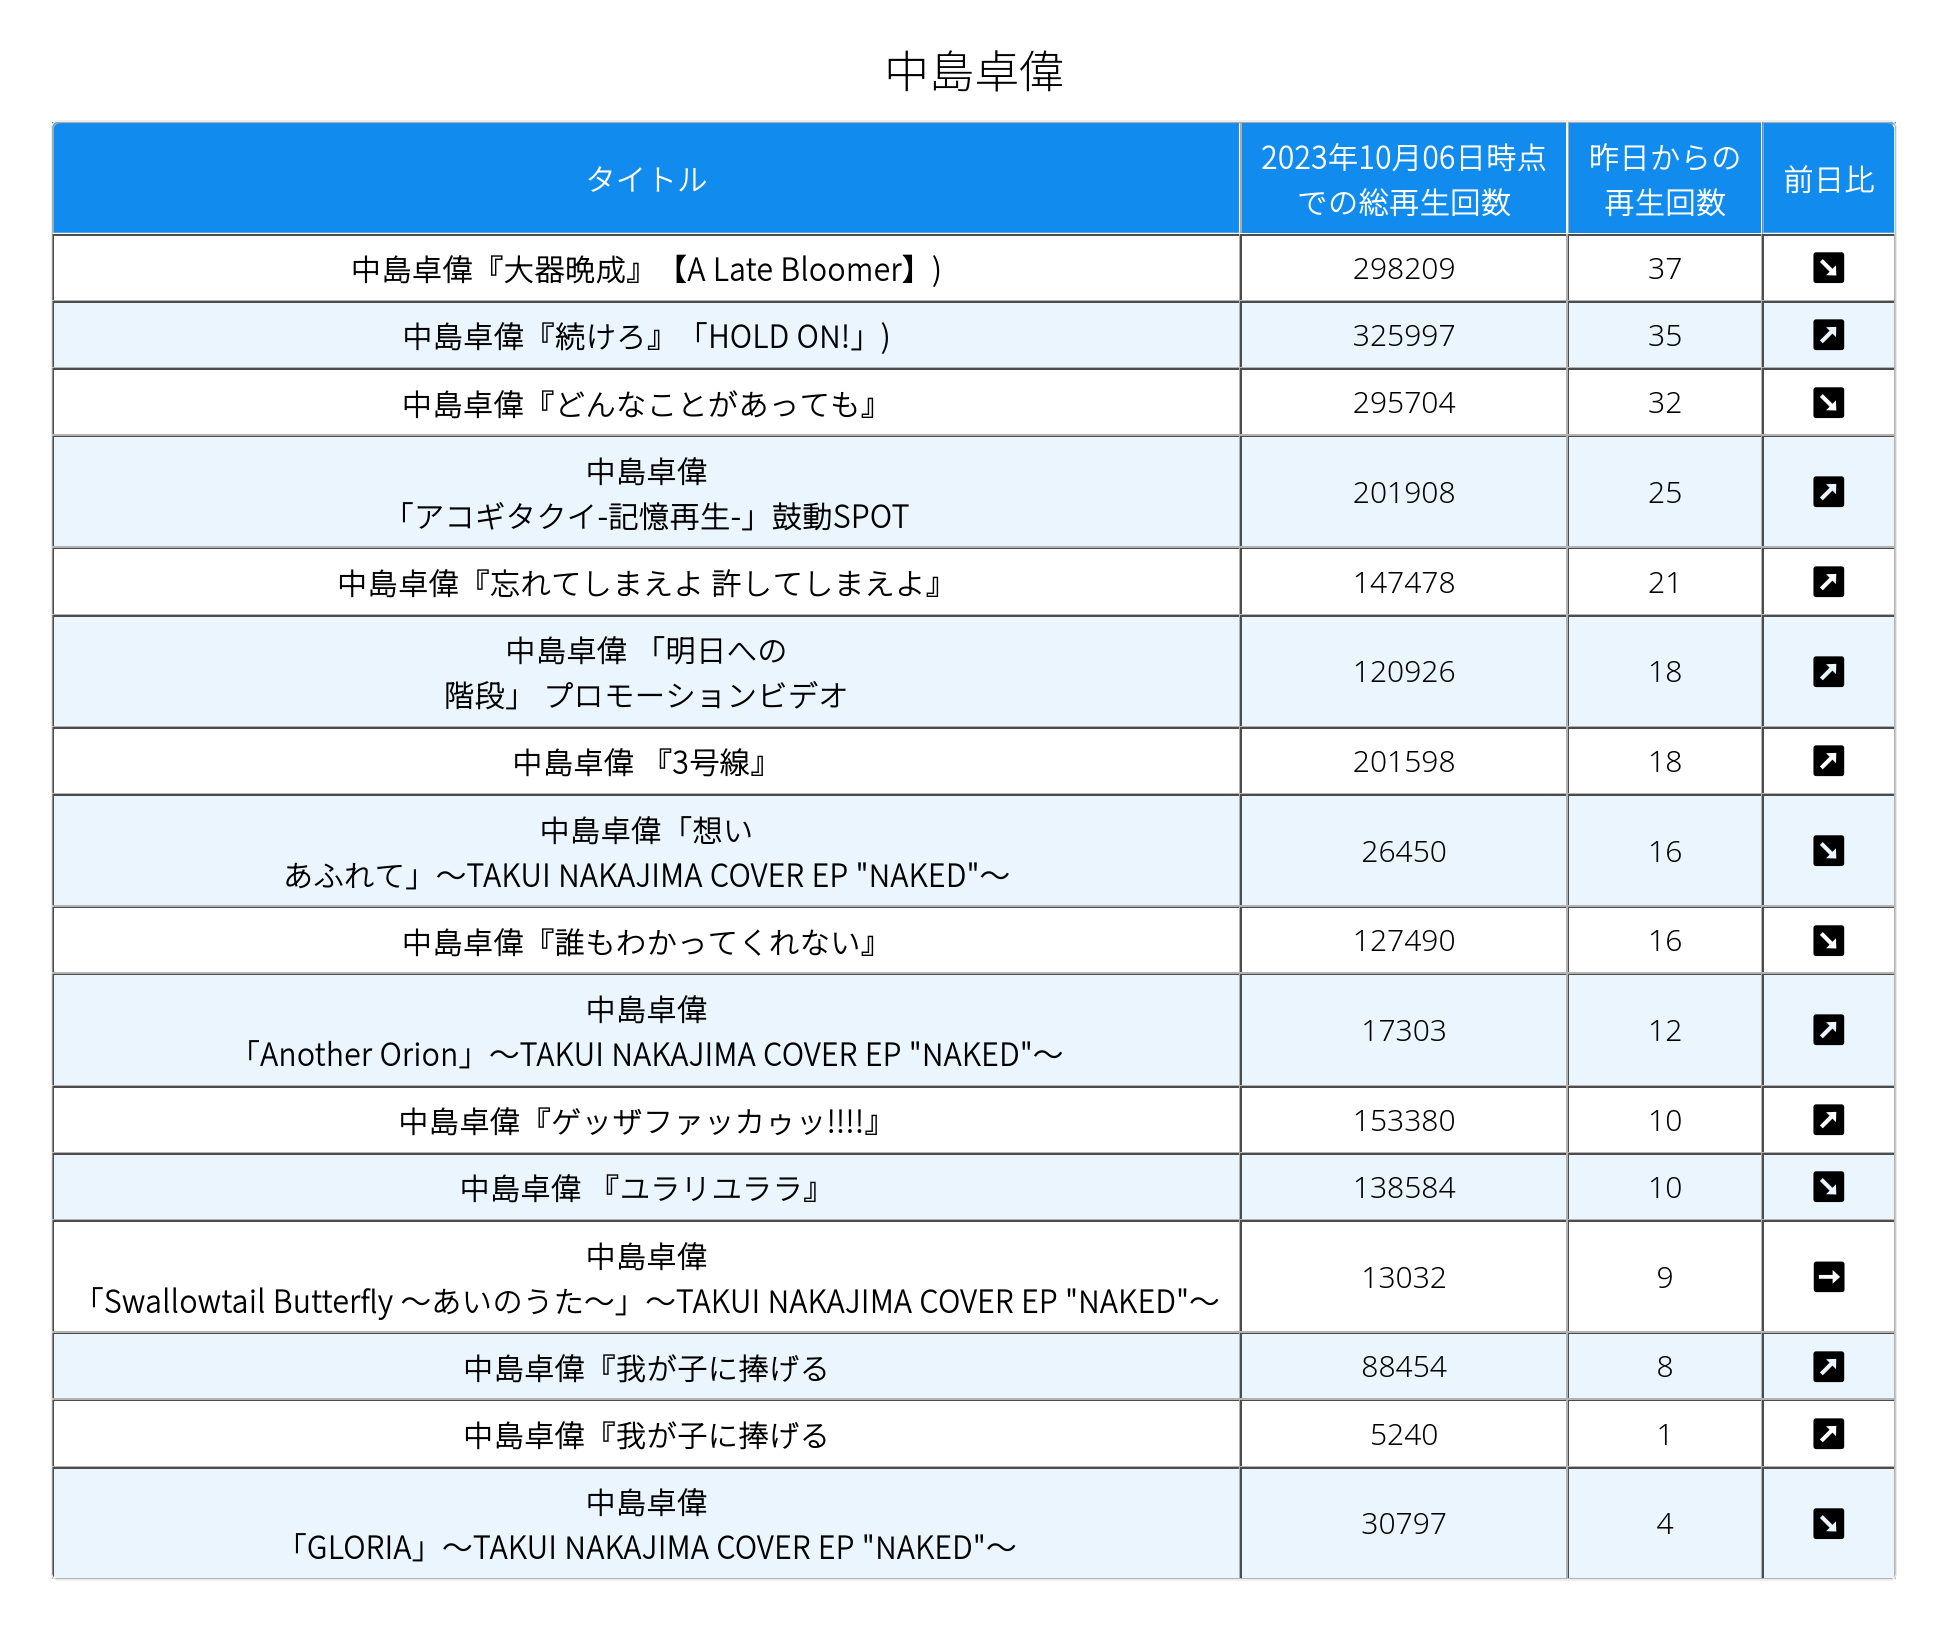 中島卓偉
タイトル
2023年10月06日時点
での総再生回数
昨日からの
再生回数
前日比
中島卓偉『大器晩成』【A Late Bloomer】)
298209
37
中島卓偉『続けろ』「HOLD ON!」)
325997
35
中島卓偉『どんなことがあっても』
295704
32
中島卓偉
「アコギタクイ-記憶再生-」鼓動SPOT
201908
25
中島卓偉『忘れてしまえよ 許してしまえよ』
147478
21
中島卓偉 「明日への
階段」 プロモーションビデオ
120926
18
中島卓偉 『3号線』
201598
18
中島卓偉「想い
あふれて」〜TAKUI NAKAJIMA COVER EP "NAKED"〜
26450
16
中島卓偉『誰もわかってくれない』
127490
16
中島卓偉
「Another Orion」〜TAKUI NAKAJIMA COVER EP "NAKED"〜
17303
12
中島卓偉『ゲッザファッカゥッ!!!!』
153380
10
中島卓偉 『ユラリユララ』
138584
10
中島卓偉
「Swallowtail Butterfly 〜あいのうた〜」〜TAKUI NAKAJIMA COVER EP "NAKED"〜
13032
9
中島卓偉『我が子に捧げる
88454
8
中島卓偉『我が子に捧げる
5240
1
中島卓偉
「GLORIA」〜TAKUI NAKAJIMA COVER EP "NAKED"〜
30797
4